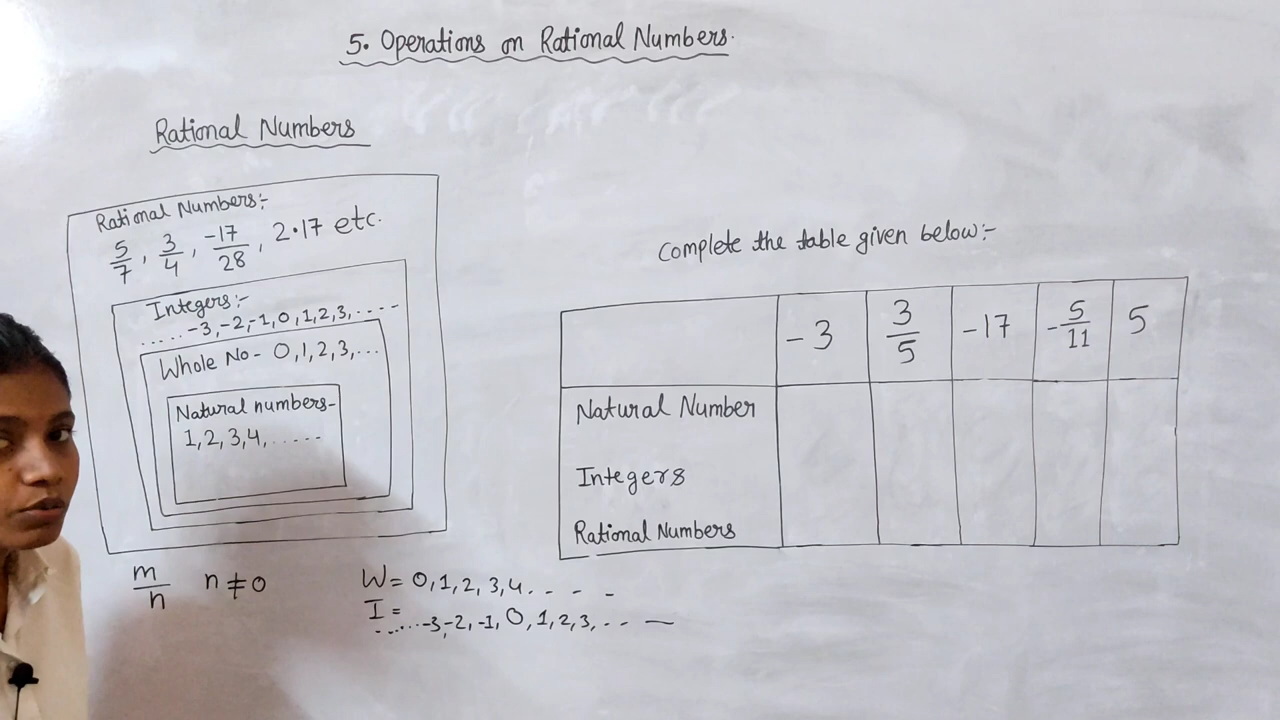 5. Operations on Rational Numbers.
Rational Numbers
Rational Numbers:-
5/7, 3/4, -17/28, 2.17 etc.
Integers:-
.....-3,-2,-1,0,1,2,3,....
Whole No- 0,1,2,3,...
Natural numbers-
1,2,3,4,.....
m/n n≠0
W= 0,1,2,3,4....
I=
.....-3,-2,-1,0,1,2,3,.. —
Complete the table given below:-
-3 3/5 -17 -5/11 5
Natural Number
Integers
Rational Numbers